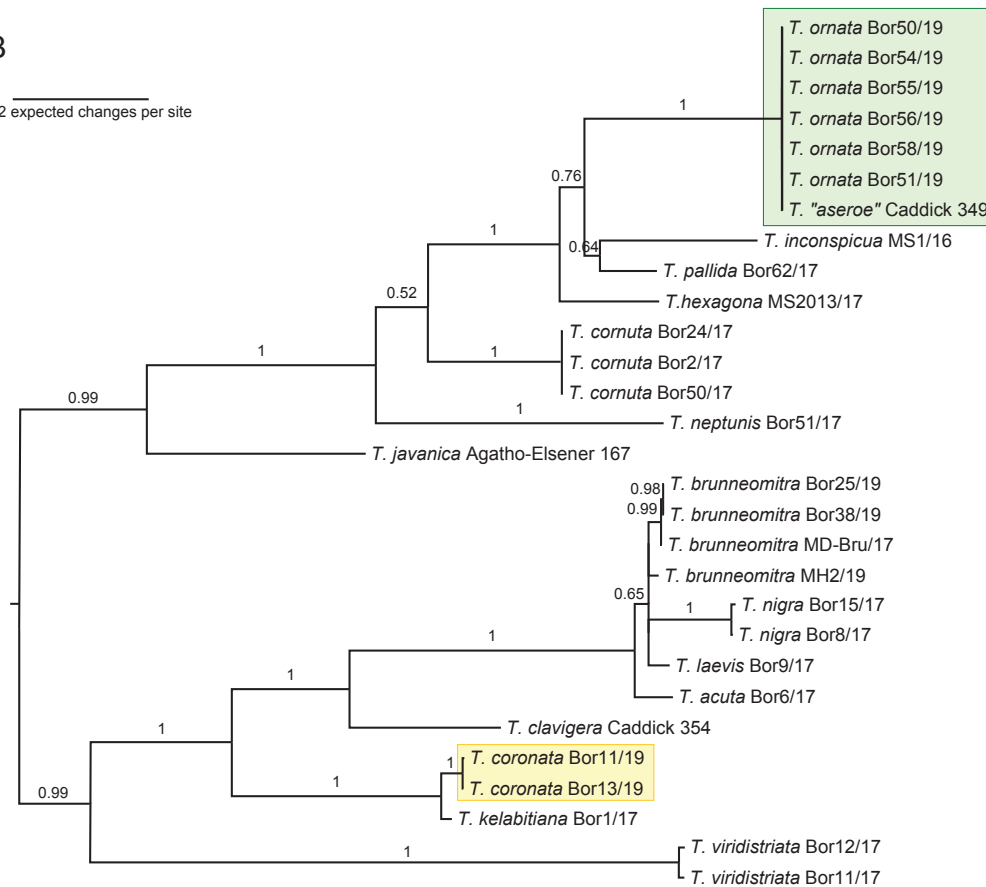 B
2 expected changes per site
T. ornata Bor50/19
T. ornata Bor54/19
T. ornata Bor55/19
T. ornata Bor56/19
1
T. ornata Bor58/19
T. ornata Bor51/19
0.76
T. "aseroe" Caddick 349
T. inconspicua MS1/16
1
0.64
T. pallida Bor62/17
0.52
T.hexagona MS2013/17
T. cornuta Bor24/17
1
1
T. cornuta Bor2/17
T. cornuta Bor50/17
0.99
1
T. neptunis Bor51/17
T. javanica Agatho-Elsener 167
0.98
T. brunneomitra Bor25/19
0.99
T. brunneomitra Bor38/19
T. brunneomitra MD-Bru/17
T. brunneomitra MH2/19
0.65
1
T. nigra Bor15/17
1
T. nigra Bor8/17
T. laevis Bor9/17
1
T. acuta Bor6/17
T. clavigera Caddick 354
1
1
T. coronata Bor11/19
1
T. coronata Bor13/19
0.99
T. kelabitiana Bor1/17
1
T. viridistriata Bor12/17
T. viridistriata Bor11/17